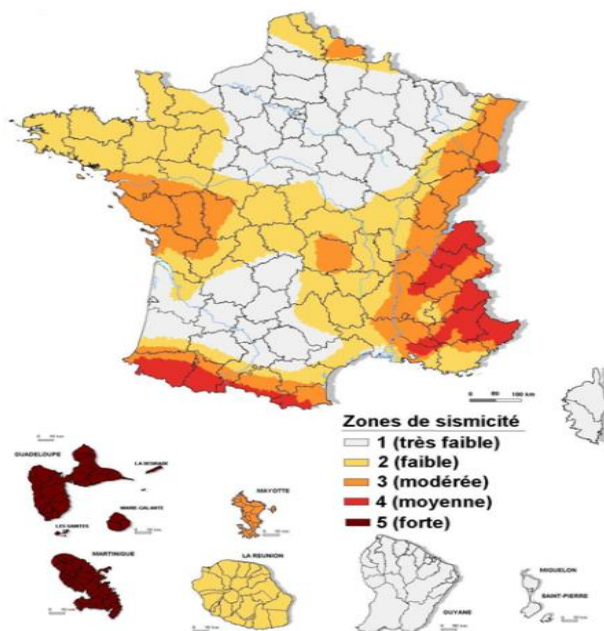 0 50 100 km
Zones de sismicité
1 (très faible)
2 (faible)
3 (modérée)
4 (moyenne)
5 (forte)
GUADELOUPE
LA DESIRADE
MARIE-GALANTE
LES SAINTES
MARTINIQUE
MAYOTTE
LA REUNION
GUYANE
MIQUELON
SAINT-PIERRE